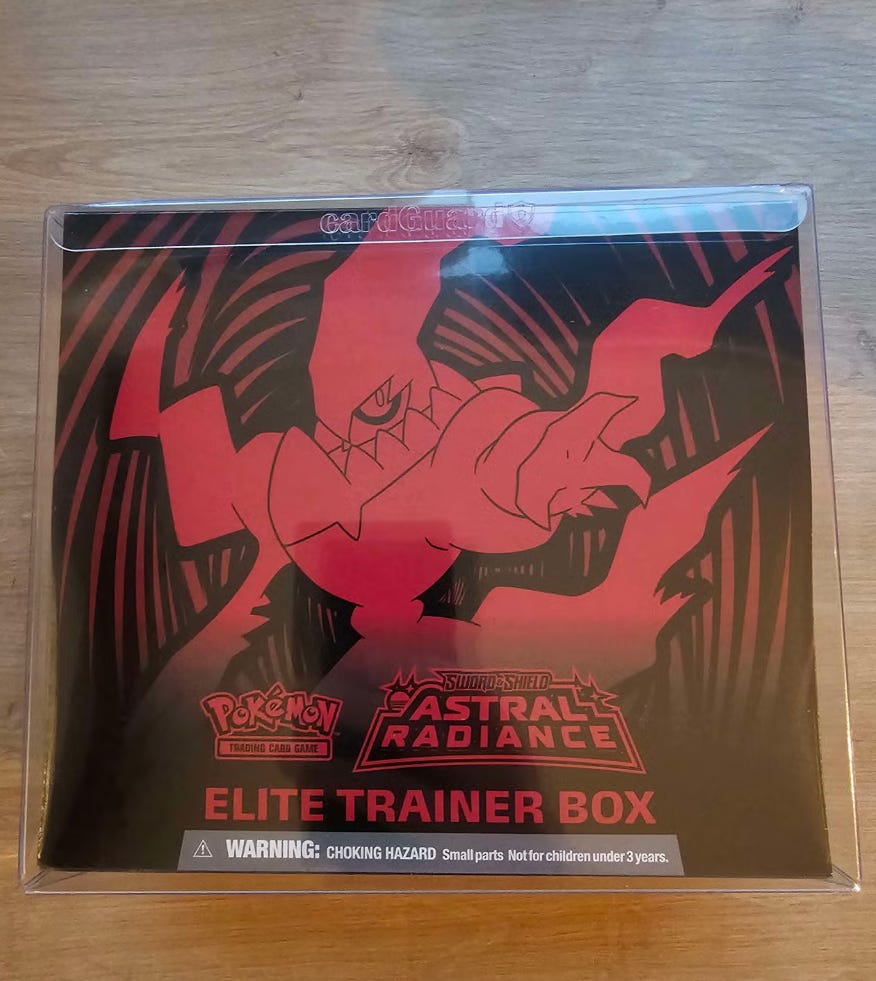 cardGuard
POKéMON
TRADING CARD GAME
SWORD & SHIELD
ASTRAL
RADIANCE
ELITE TRAINER BOX
WARNING: CHOKING HAZARD Small parts Not for children under 3 years.